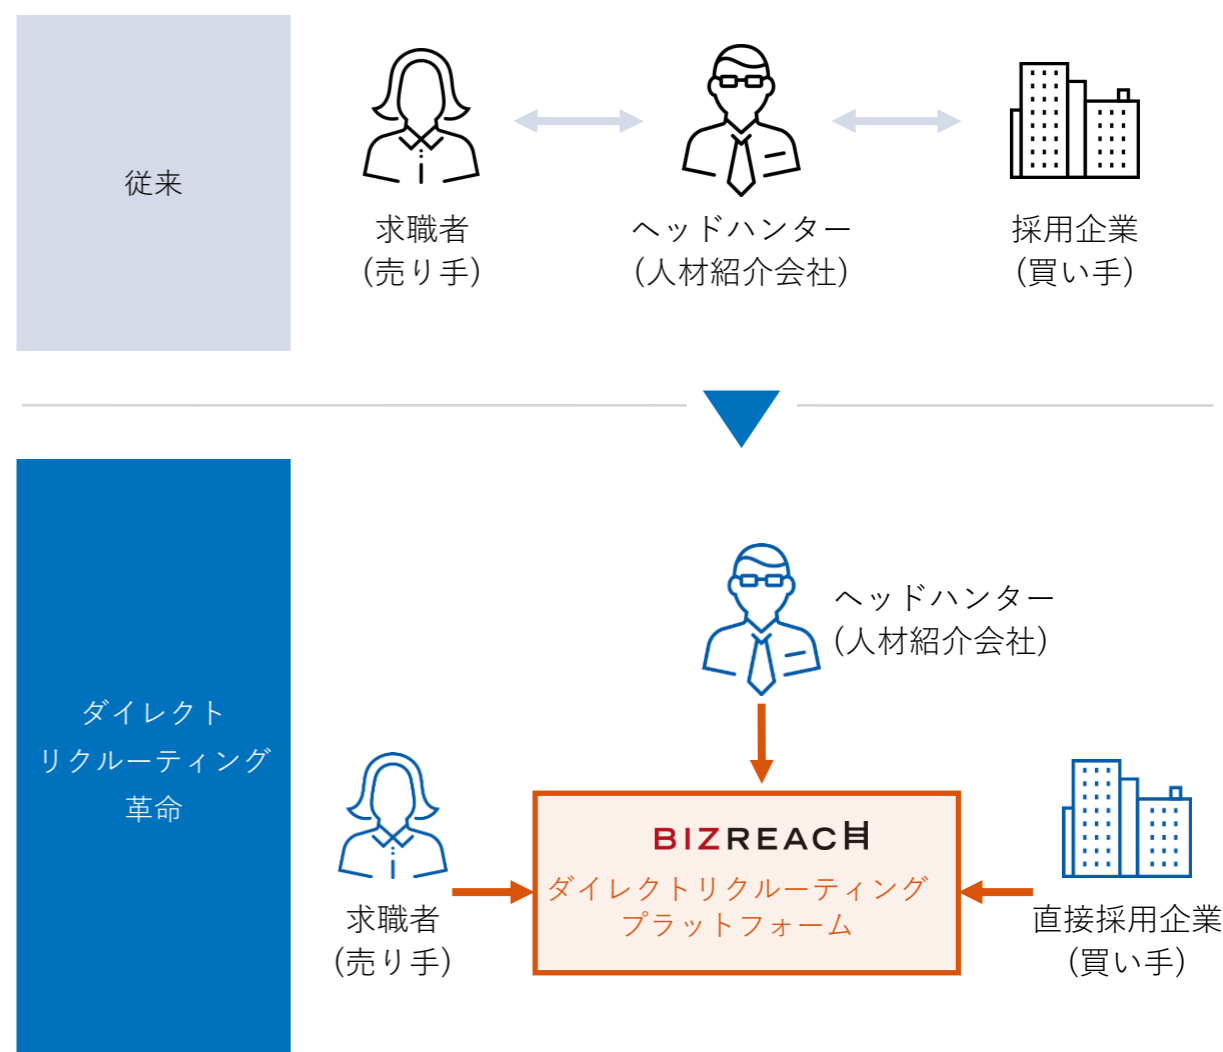 従来
求職者
(売り手)
ヘッドハンター
(人材紹介会社)
採用企業
(買い手)
ダイレクト
リクルーティング
革命
ヘッドハンター
(人材紹介会社)
求職者
(売り手)
BIZREACH
ダイレクトリクルーティング
プラットフォーム
直接採用企業
(買い手)